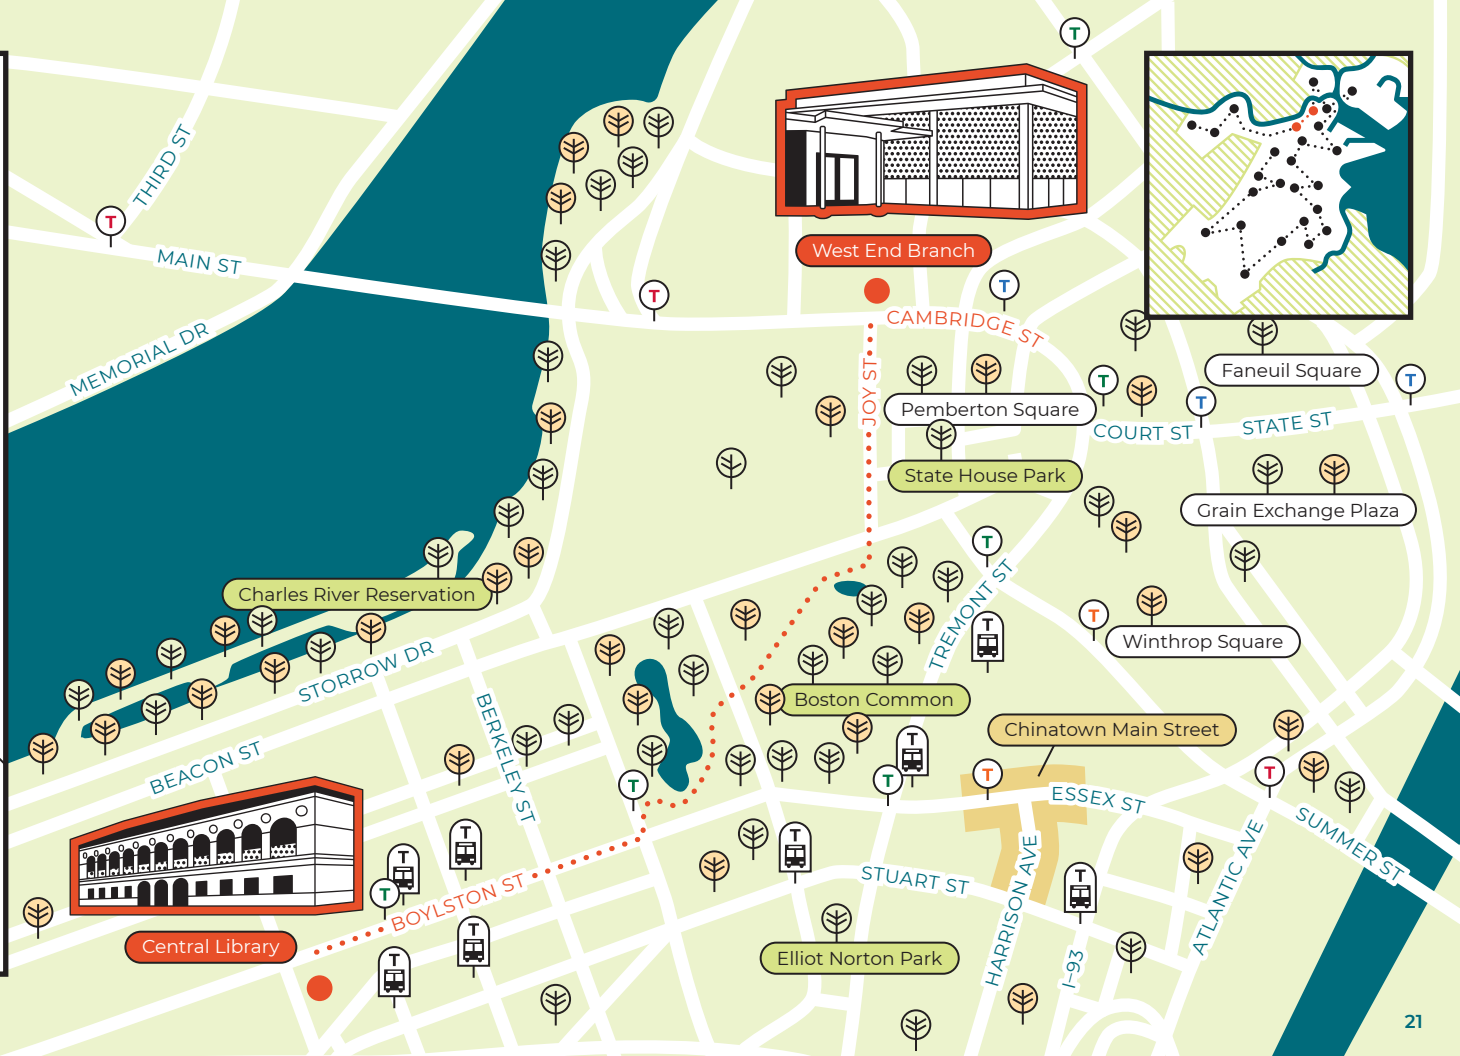 T
THIRD ST
T
MAIN ST
MEMORIAL DR
T
West End Branch
T
CAMBRIDGE ST
JOY ST
Pemberton Square
State House Park
T
COURT ST
T
Faneuil Square
STATE ST
T
Grain Exchange Plaza
Charles River Reservation
STORROW DR
BEACON ST
BERKELEY ST
T
TREMONT ST
T
T
Winthrop Square
Boston Common
Chinatown Main Street
T
T
T
T
ESSEX ST
T
SUMMER ST
ATLANTIC AVE
HARRISON AVE
STUART ST
T
T
I-93
T
T
T
BOYLSTON ST
T
T
Central Library
Elliot Norton Park
21